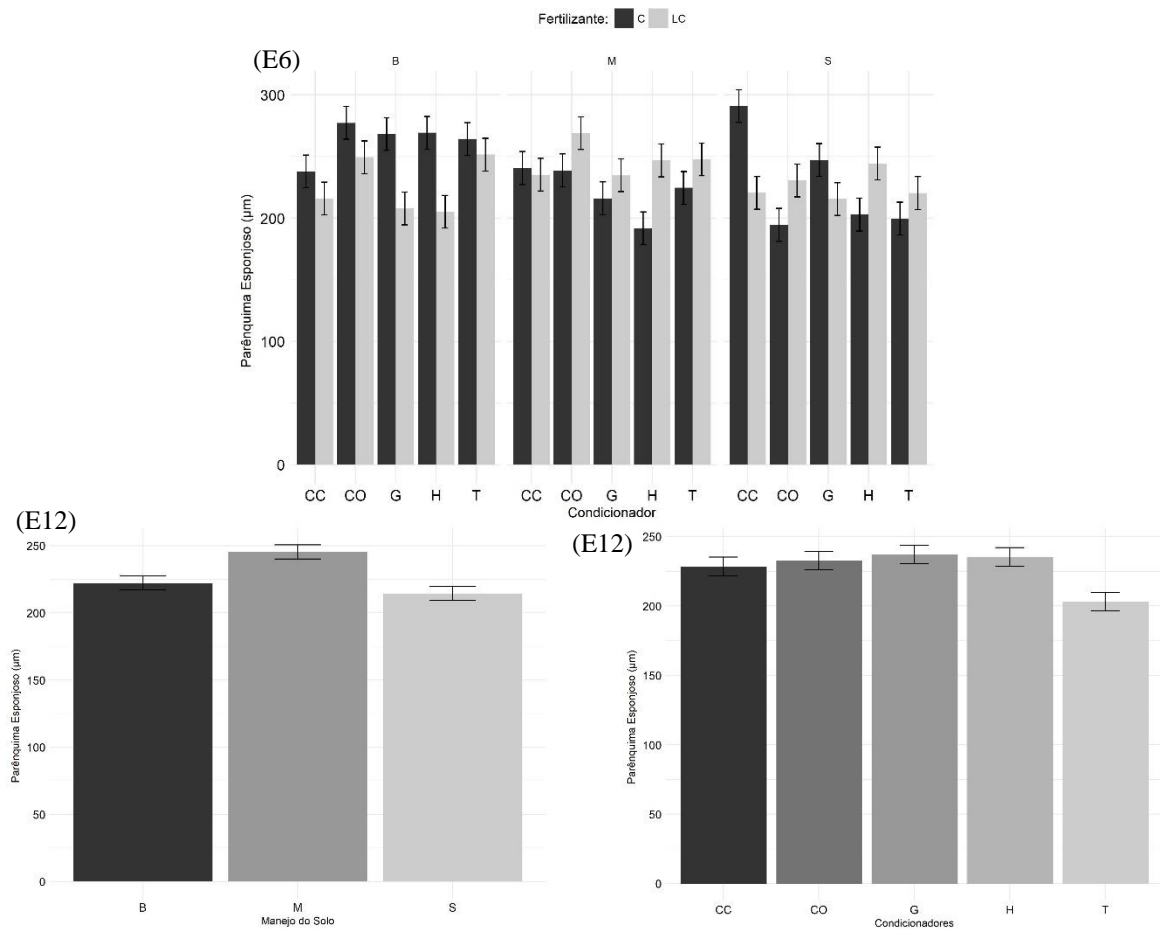 Fertilizante: C LC
(E6)
B M S
Parênquima Esponjoso (µm)
300
200
100
0
CC CO G H T CC CO G H T CC CO G H T
Condicionador
(E12)
Parênquima Esponjoso (µm)
250
200
150
100
50
0
B M S
Manejo do Solo
(E12)
Parênquima Esponjoso (µm)
250
200
150
100
50
0
CC CO G H T
Condicionadores